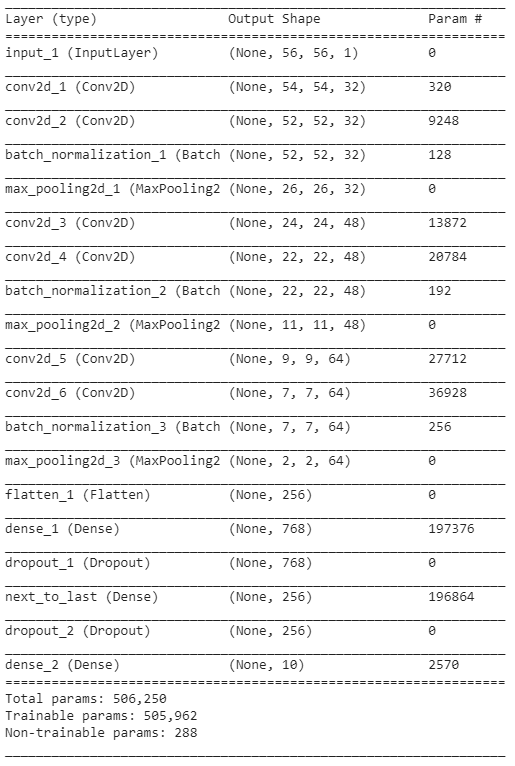 Layer (type) Output Shape Param #
input_1 (InputLayer) (None, 56, 56, 1) 0
conv2d_1 (Conv2D) (None, 54, 54, 32) 320
conv2d_2 (Conv2D) (None, 52, 52, 32) 9248
batch_normalization_1 (Batch (None, 52, 52, 32) 128
max_pooling2d_1 (MaxPooling2 (None, 26, 26, 32) 0
conv2d_3 (Conv2D) (None, 24, 24, 48) 13872
conv2d_4 (Conv2D) (None, 22, 22, 48) 20784
batch_normalization_2 (Batch (None, 22, 22, 48) 192
max_pooling2d_2 (MaxPooling2 (None, 11, 11, 48) 0
conv2d_5 (Conv2D) (None, 9, 9, 64) 27712
conv2d_6 (Conv2D) (None, 7, 7, 64) 36928
batch_normalization_3 (Batch (None, 7, 7, 64) 256
max_pooling2d_3 (MaxPooling2 (None, 2, 2, 64) 0
flatten_1 (Flatten) (None, 256) 0
dense_1 (Dense) (None, 768) 197376
dropout_1 (Dropout) (None, 768) 0
next_to_last (Dense) (None, 256) 196864
dropout_2 (Dropout) (None, 256) 0
dense_2 (Dense) (None, 10) 2570
Total params: 506,250
Trainable params: 505,962
Non-trainable params: 288